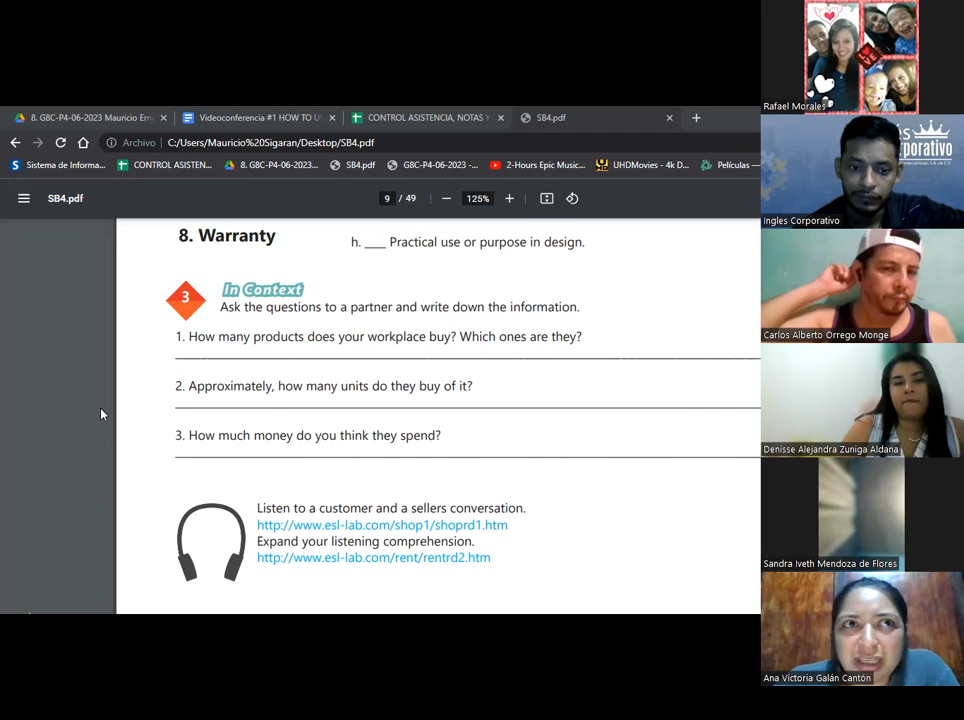 8. G8C-P4-06-2023 Mauricio Ern
Videoconferencia #1 HOW TO U
CONTROL ASISTENCIA, NOTAS Y
SB4.pdf
Archivo
C:/Users/Mauricio%20Sigaran/Desktop/SB4.pdf
Sistema de Informa...
CONTROL ASISTEN...
8. G8C-P4-06-2023...
SB4.pdf
G8C-P4-06-2023 -...
2-Hours Epic Music...
UHDMovies - 4k D...
Películas
SB4.pdf
9 / 49
125%
8. Warranty
h. ___ Practical use or purpose in design.
3
In Context
Ask the questions to a partner and write down the information.
1. How many products does your workplace buy? Which ones are they?
2. Approximately, how many units do they buy of it?
3. How much money do you think they spend?
Listen to a customer and a sellers conversation.
http://www.esl-lab.com/shop1/shoprd1.htm
Expand your listening comprehension.
http://www.esl-lab.com/rent/rentrd2.htm
LOVE
Rafael Morales
Ingles Corporativo
Carlos Alberto Orrego Monge
Denisse Alejandra Zuniga Aldana
Sandra Iveth Mendoza de Flores
Ana Victoria Galán Cantón